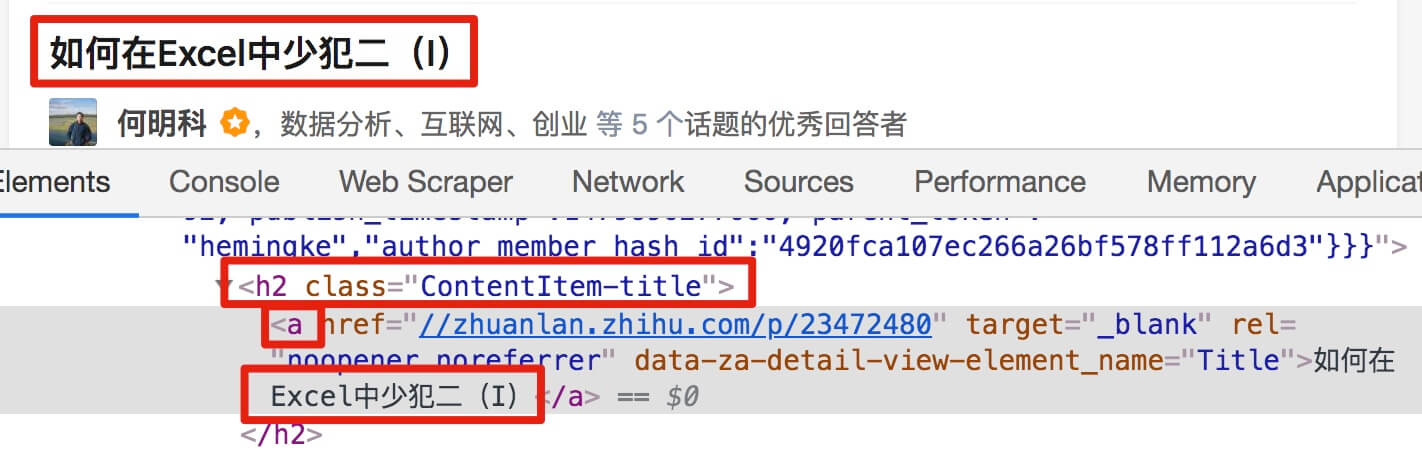 如何在Excel中少犯二（I）
何明科 ，数据分析、互联网、创业 等 5 个话题的优秀回答者
Elements Console Web Scraper Network Sources Performance Memory Applicat
"hemingke","author_member_hash_id":"4920fca107ec266a26bf578ff112a6d3"}}}">
<h2 class="ContentItem-title">
<a href="//zhuanlan.zhihu.com/p/23472480" target="_blank" rel=
"noopener noreferrer" data-za-detail-view-element_name="Title">如何在
Excel中少犯二（I）</a> == $0
</h2>